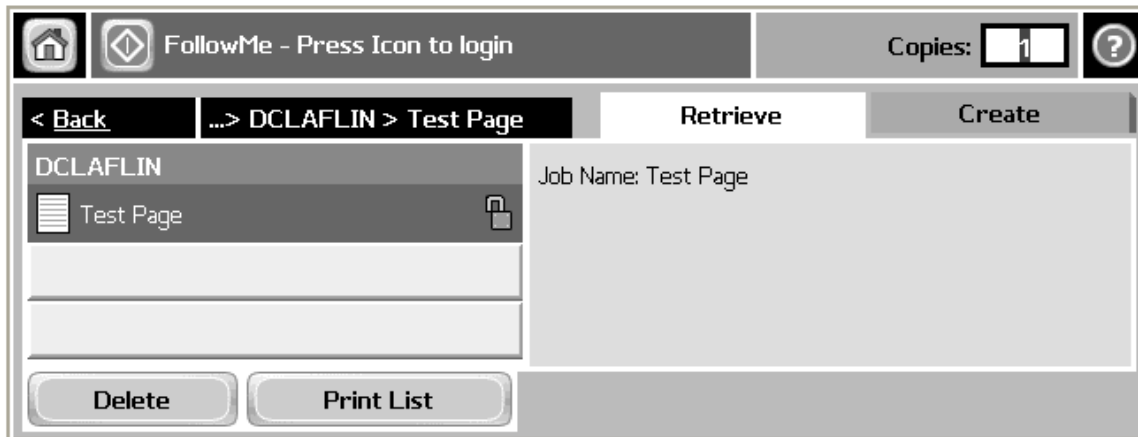 FollowMe - Press Icon to login
Copies: 1
?
< Back
...> DCLAFLIN > Test Page
Retrieve
Create
DCLAFLIN
Test Page
Job Name: Test Page
Delete
Print List